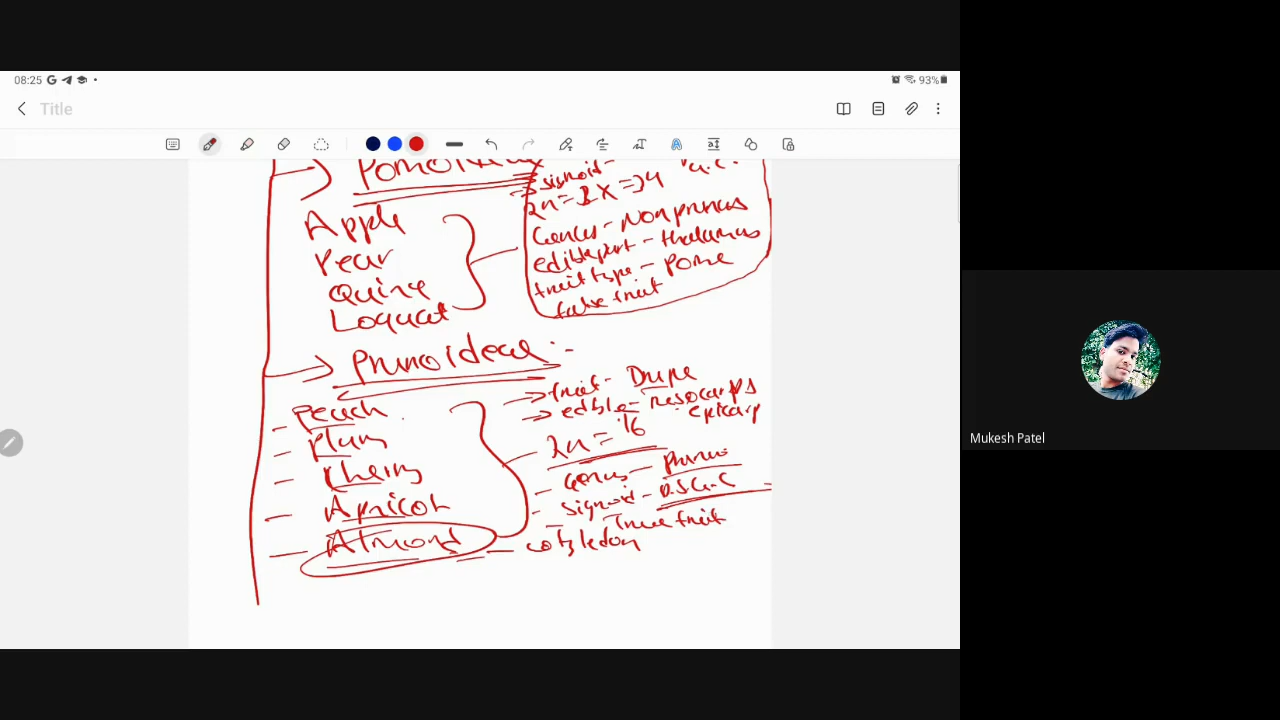 08:25
93%
Title
Pomoideae
sigmoid - 
2n = 2X = 34
Apple
Genus - Non prunus
Pear
edible part - thalamus
Quince
fruit type - Pome
Loquat
false fruit
Prunoideae :-
fruit - Drupe
Peach
edible - mesocarp &
epicarp
Plum
2n = 16
Cherry
Genus - Prunus
Apricot
Sigmoid - D.S.G.C
True fruit
Almond - cotyledon
Mukesh Patel